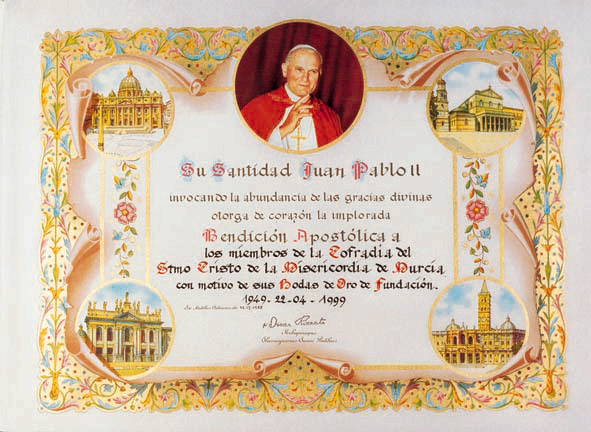 Su Santidad Juan Pablo II
invocando la abundancia de las gracias divinas
otorga de corazón la implorada
Bendición Apostólica a
los miembros de la Cofradía del
Stmo Cristo de la Misericordia de Murcia
con motivo de sus Bodas de Oro de Fundación.
1949 - 22-04 - 1999